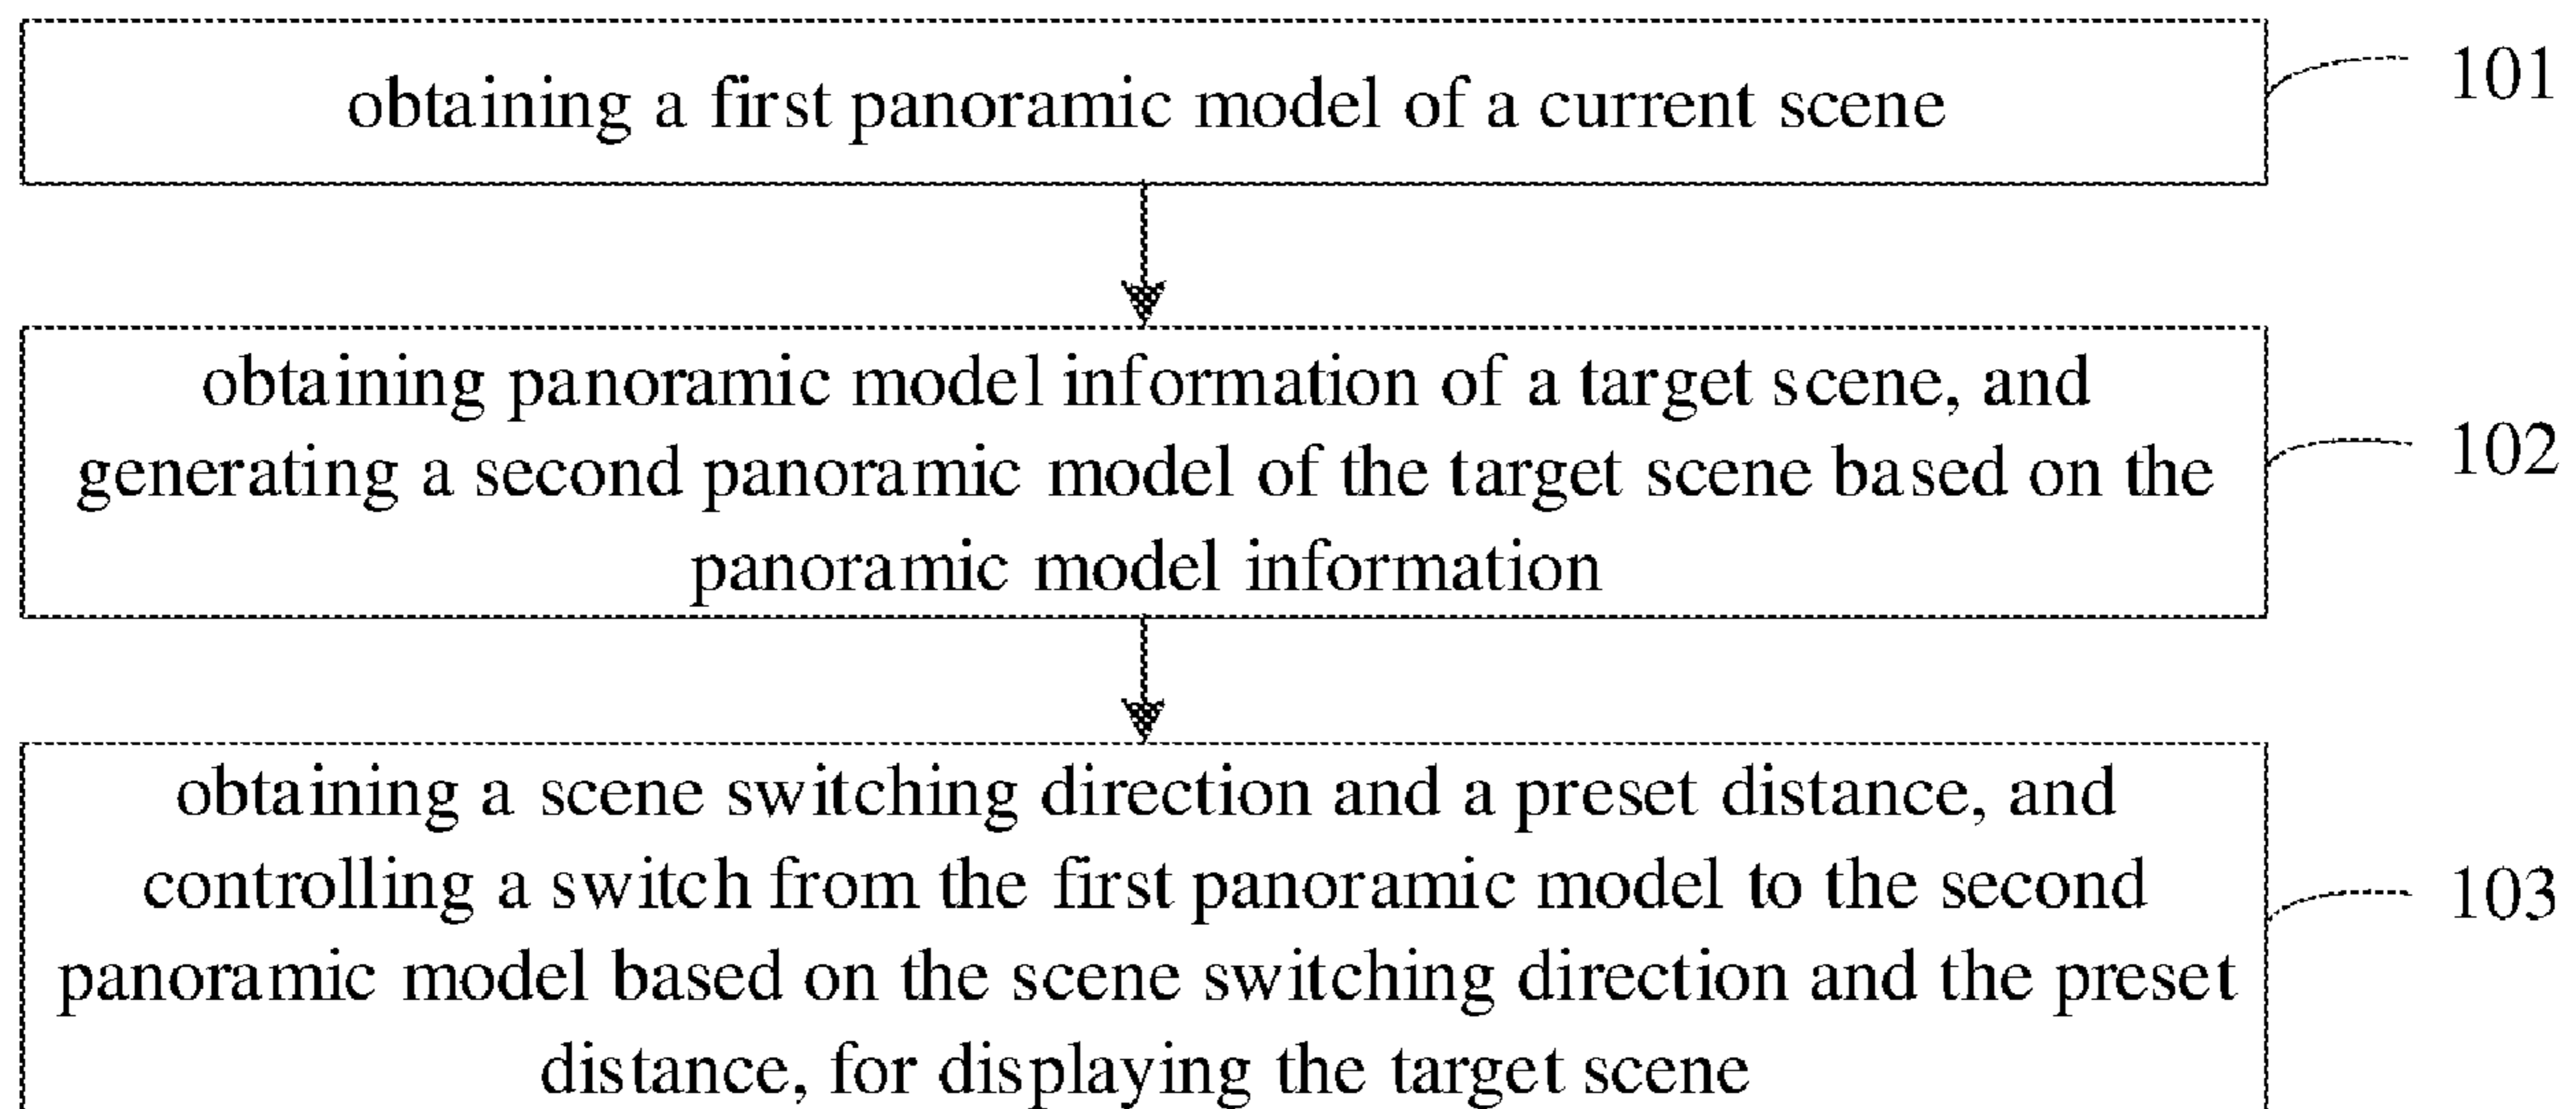 obtaining a first panoramic model of a current scene
101
obtaining panoramic model information of a target scene, and
generating a second panoramic model of the target scene based on the
panoramic model information
102
obtaining a scene switching direction and a preset distance, and
controlling a switch from the first panoramic model to the second
panoramic model based on the scene switching direction and the preset
distance, for displaying the target scene
103